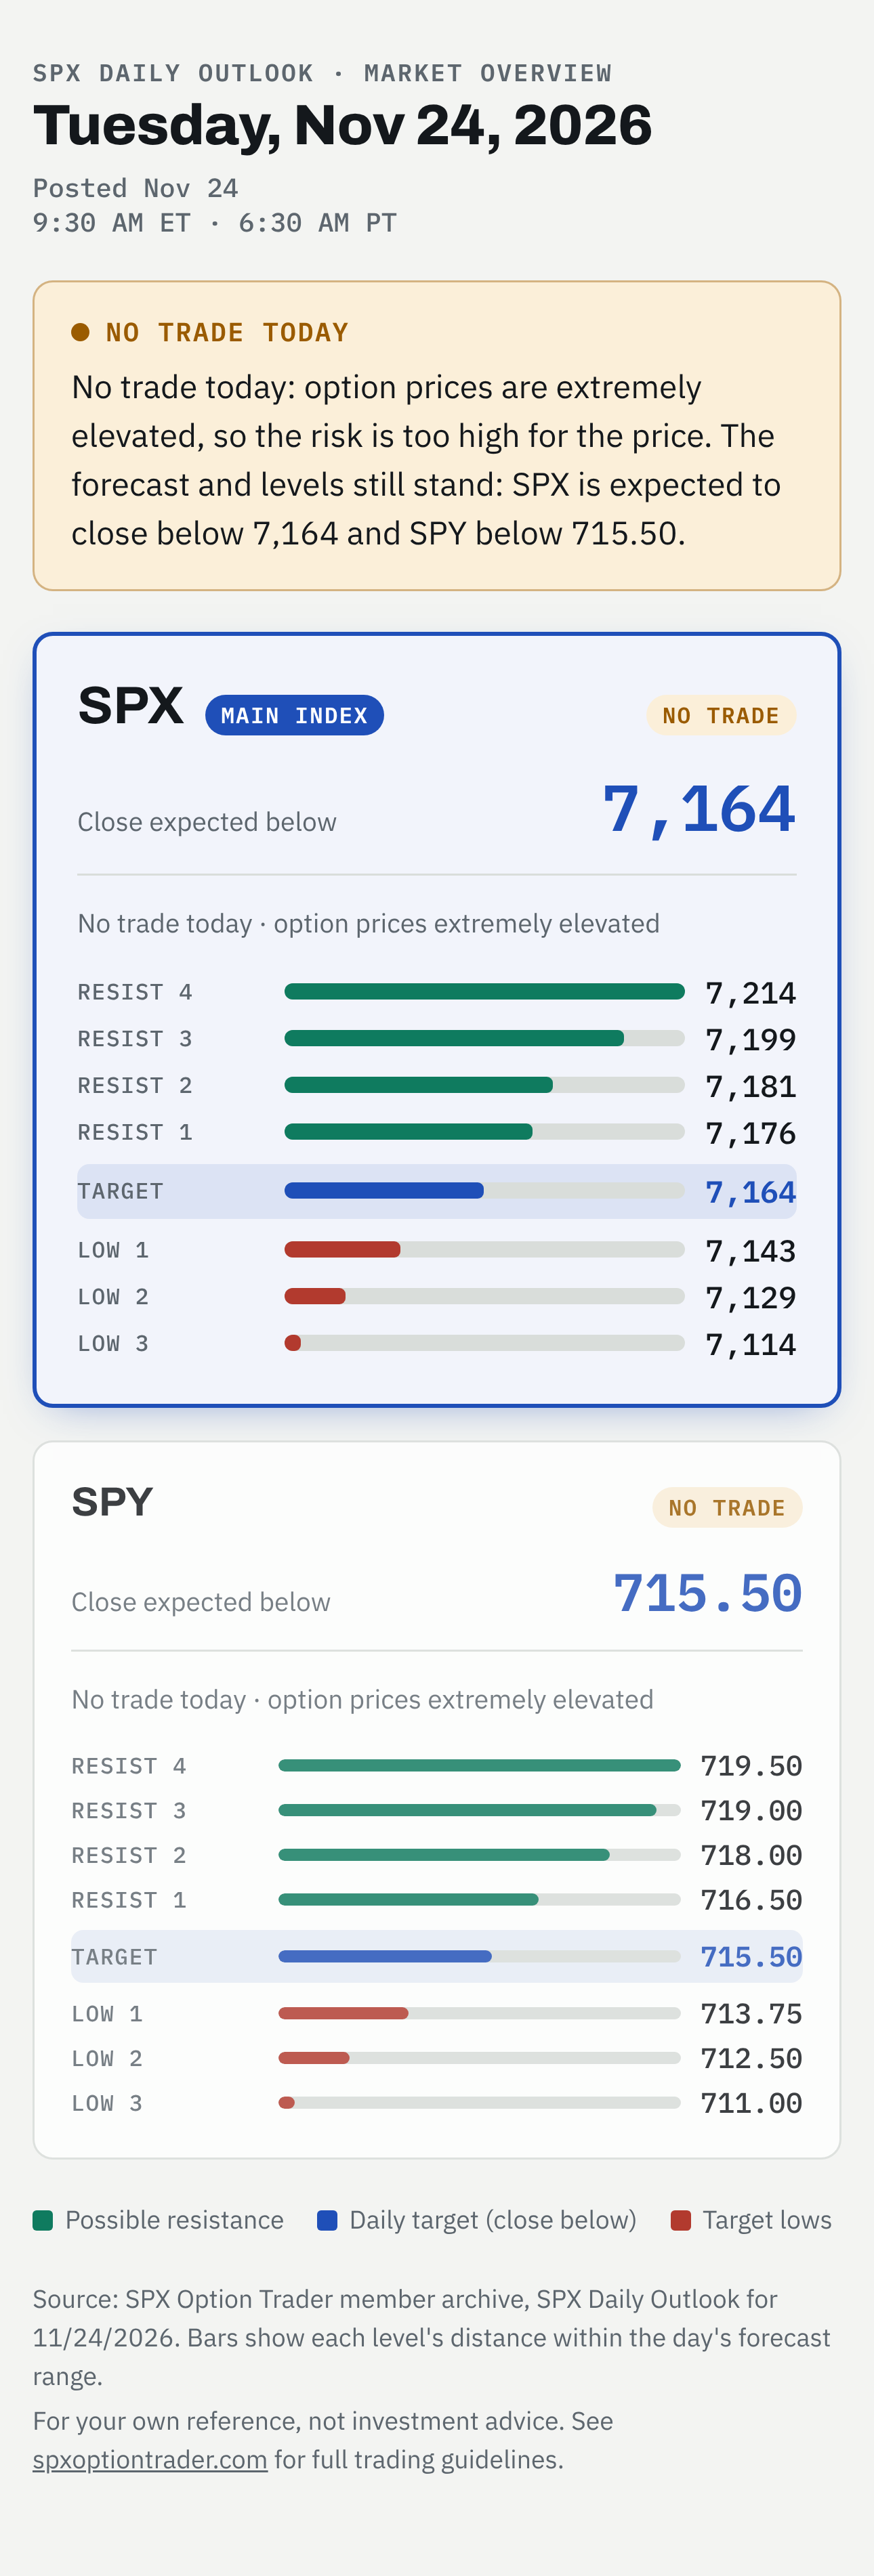 SPX DAILY OUTLOOK · MARKET OVERVIEW
Tuesday, Nov 24, 2026
Posted Nov 24
9:30 AM ET · 6:30 AM PT
NO TRADE TODAY
No trade today: option prices are extremely
elevated, so the risk is too high for the price. The
forecast and levels still stand: SPX is expected to
close below 7,164 and SPY below 715.50.
SPX MAIN INDEX NO TRADE
Close expected below 7,164
No trade today · option prices extremely elevated
RESIST 4 7,214
RESIST 3 7,199
RESIST 2 7,181
RESIST 1 7,176
TARGET 7,164
LOW 1 7,143
LOW 2 7,129
LOW 3 7,114
SPY NO TRADE
Close expected below 715.50
No trade today · option prices extremely elevated
RESIST 4 719.50
RESIST 3 719.00
RESIST 2 718.00
RESIST 1 716.50
TARGET 715.50
LOW 1 713.75
LOW 2 712.50
LOW 3 711.00
Possible resistance Daily target (close below) Target lows
Source: SPX Option Trader member archive, SPX Daily Outlook for
11/24/2026. Bars show each level's distance within the day's forecast
range.
For your own reference, not investment advice. See
spxoptiontrader.com for full trading guidelines.